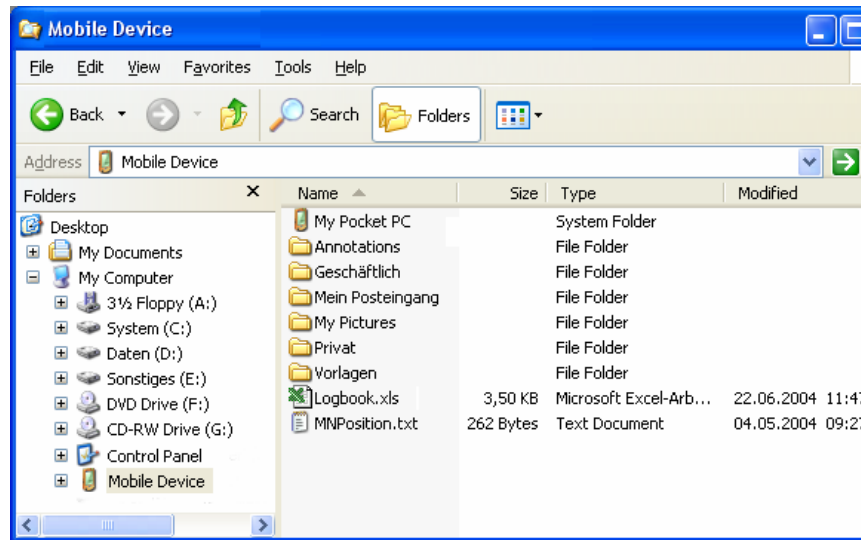 Mobile Device
File Edit View Favorites Tools Help
Back Search Folders
Address Mobile Device
Folders X Name Size Type Modified
Desktop
My Documents
My Computer
3½ Floppy (A:)
System (C:)
Daten (D:)
Sonstiges (E:)
DVD Drive (F:)
CD-RW Drive (G:)
Control Panel
Mobile Device
My Pocket PC System Folder
Annotations File Folder
Geschäftlich File Folder
Mein Posteingang File Folder
My Pictures File Folder
Privat File Folder
Vorlagen File Folder
Logbook.xls 3,50 KB Microsoft Excel-Arb... 22.06.2004 11:47
MNPosition.txt 262 Bytes Text Document 04.05.2004 09:27